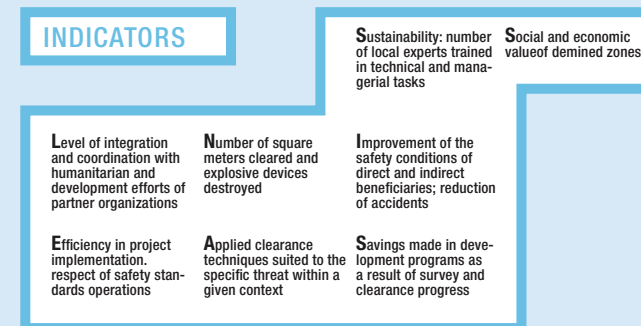 INDICATORS
Sustainability: number
of local experts trained
in technical and mana-
gerial tasks
Social and economic
valueof demined zones
Level of integration
and coordination with
humanitarian and
development efforts of
partner organizations
Number of square
meters cleared and
explosive devices
destroyed
Improvement of the
safety conditions of
direct and indirect
beneficiaries; reduction
of accidents
Efficiency in project
implementation.
respect of safety stan-
dards operations
Applied clearance
techniques suited to the
specific threat within a
given context
Savings made in deve-
lopment programs as
a result of survey and
clearance progress